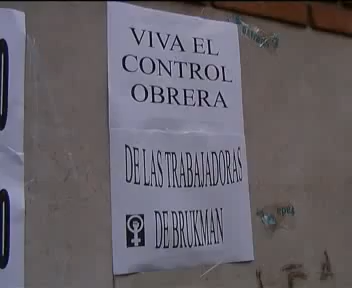 VIVA EL
CONTROL
OBRERA
DE LAS TRABAJADORAS
DE BRUKMAN